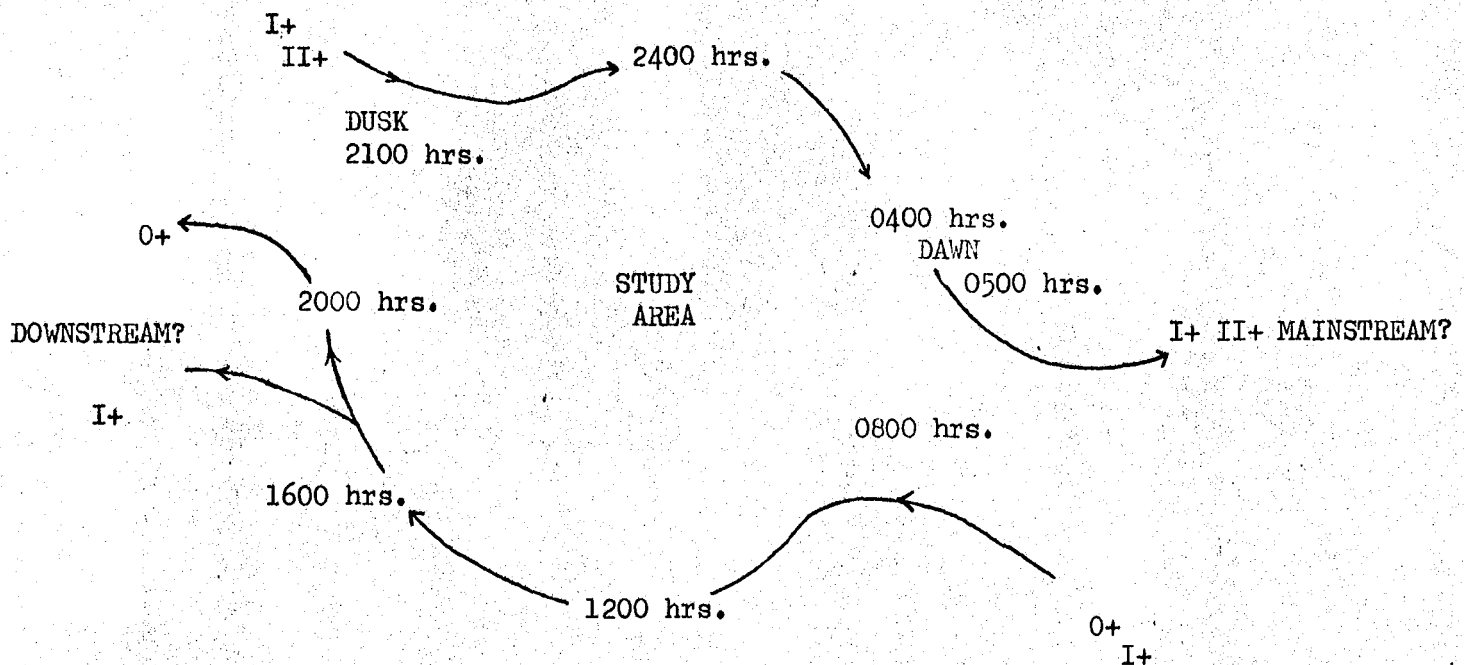 I+
II+
2400 hrs.
DUSK
2100 hrs.
0400 hrs.
DAWN
0500 hrs.
0+
2000 hrs.
STUDY
AREA
DOWNSTREAM?
I+ II+ MAINSTREAM?
I+
0800 hrs.
1600 hrs.
1200 hrs.
0+
I+